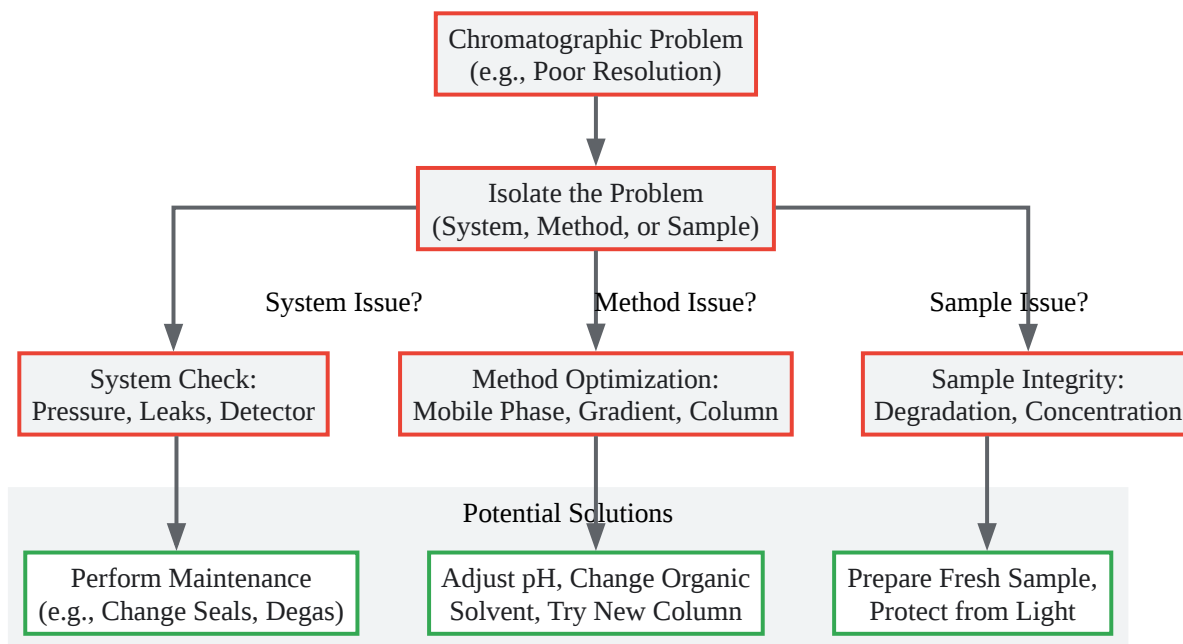 Chromatographic Problem
(e.g., Poor Resolution)
Isolate the Problem
(System, Method, or Sample)
System Issue?
Method Issue?
Sample Issue?
System Check:
Pressure, Leaks, Detector
Method Optimization:
Mobile Phase, Gradient, Column
Sample Integrity:
Degradation, Concentration
Potential Solutions
Perform Maintenance
(e.g., Change Seals, Degas)
Adjust pH, Change Organic
Solvent, Try New Column
Prepare Fresh Sample,
Protect from Light